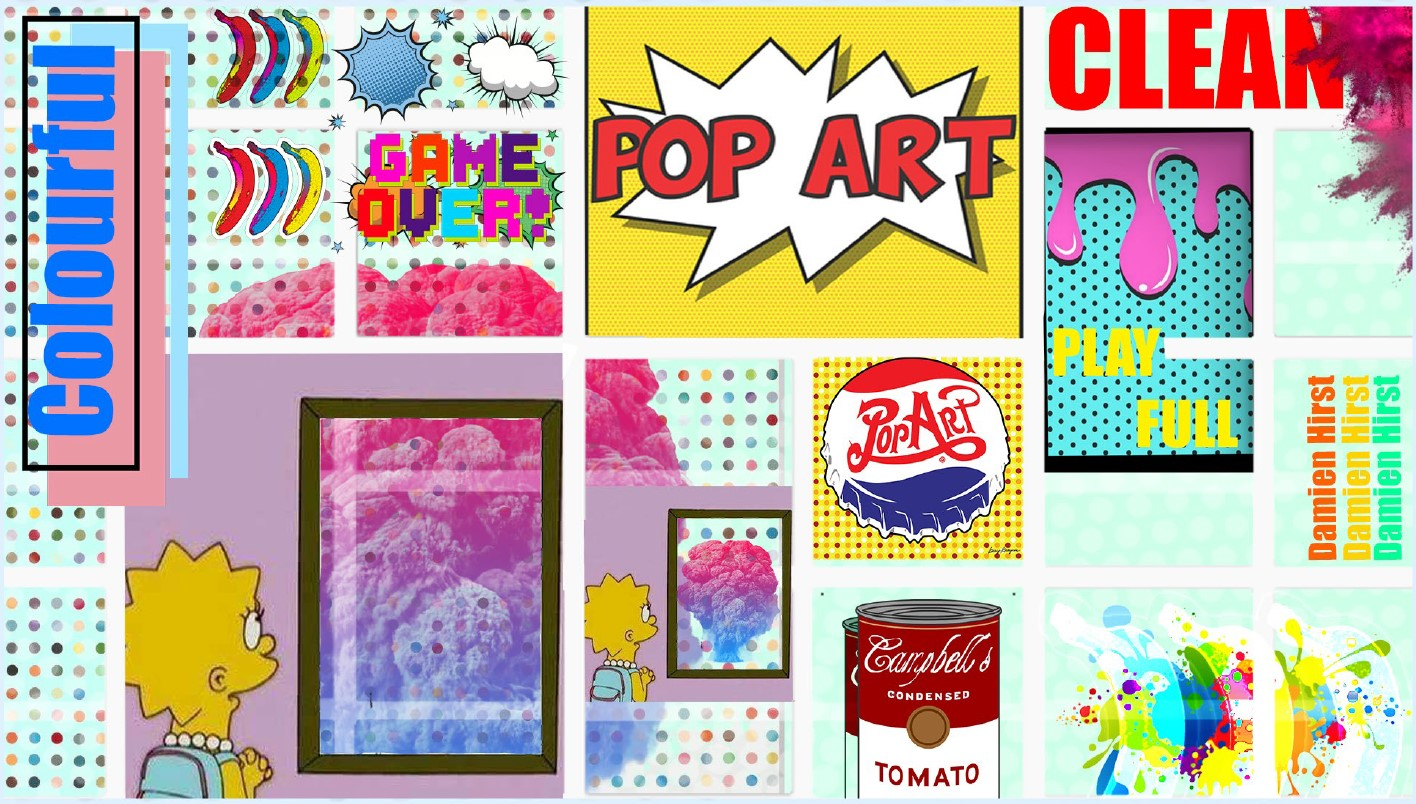 Colourful
GAME
OVER!
POP ART
CLEAN
PLAY
FULL
PopArt
Damien Hirst
Damien Hirst
Damien Hirst
Campbell's
CONDENSED
TOMATO